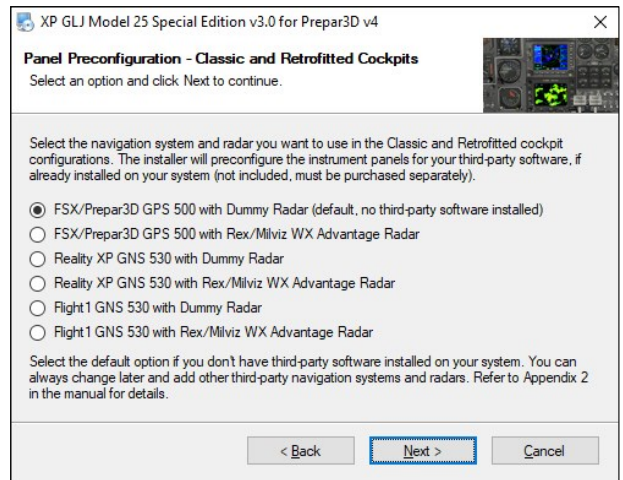 XP GLJ Model 25 Special Edition v3.0 for Prepar3D v4
Panel Preconfiguration - Classic and Retrofitted Cockpits
Select an option and click Next to continue.
Select the navigation system and radar you want to use in the Classic and Retrofitted cockpit
configurations. The installer will preconfigure the instrument panels for your third-party software, if
already installed on your system (not included, must be purchased separately).
FSX/Prepar3D GPS 500 with Dummy Radar (default, no third-party software installed)
FSX/Prepar3D GPS 500 with Rex/Milviz WX Advantage Radar
Reality XP GNS 530 with Dummy Radar
Reality XP GNS 530 with Rex/Milviz WX Advantage Radar
Flight1 GNS 530 with Dummy Radar
Flight1 GNS 530 with Rex/Milviz WX Advantage Radar
Select the default option if you don't have third-party software installed on your system. You can
always change later and add other third-party navigation systems and radars. Refer to Appendix 2
in the manual for details.
< Back Next > Cancel